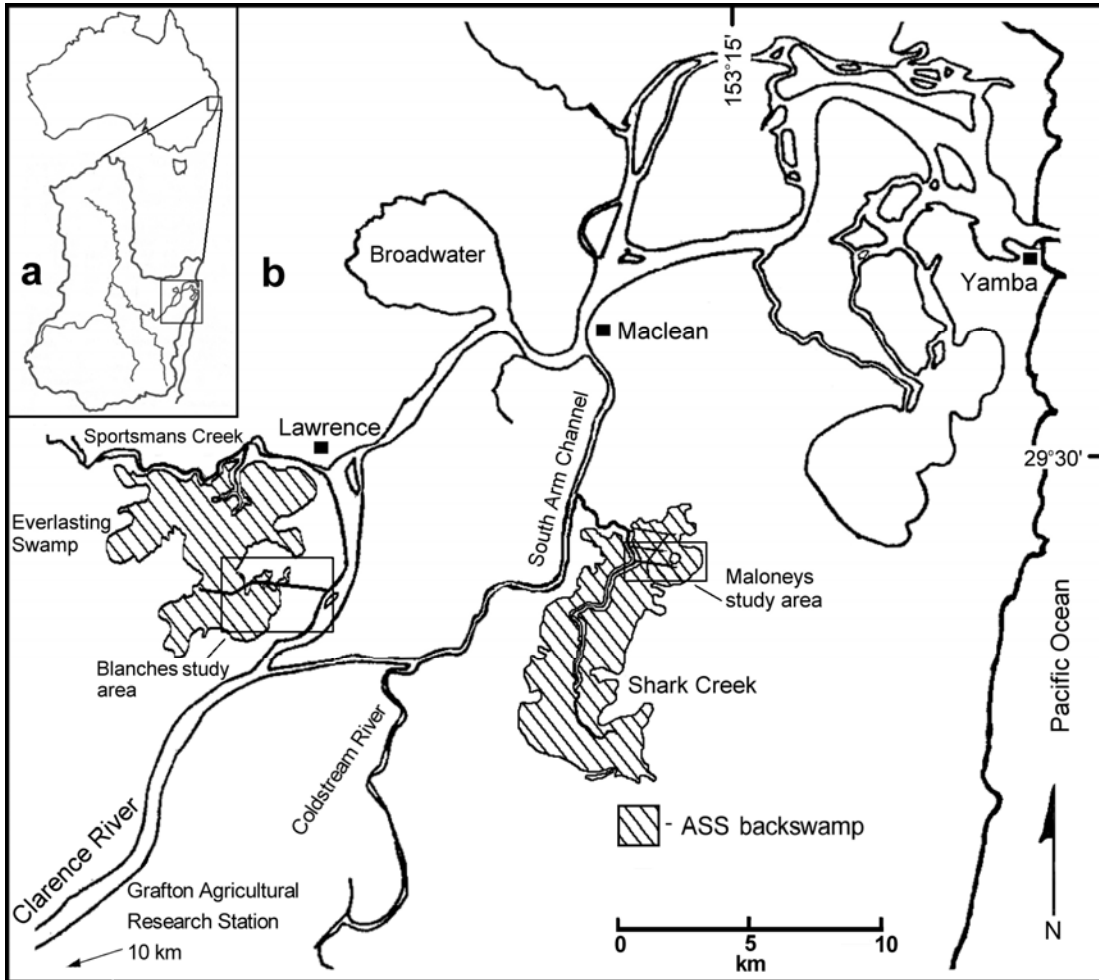 a
b
153°15'
Broadwater
Yamba
Maclean
Lawrence
Sportsmans Creek
29°30'
Everlasting
Swamp
South Arm Channel
Maloneys
study area
Blanches study
area
Shark Creek
Pacific Ocean
Coldstream River
- ASS backswamp
Clarence River
Grafton Agricultural
Research Station
10 km
0 5 10
km
N